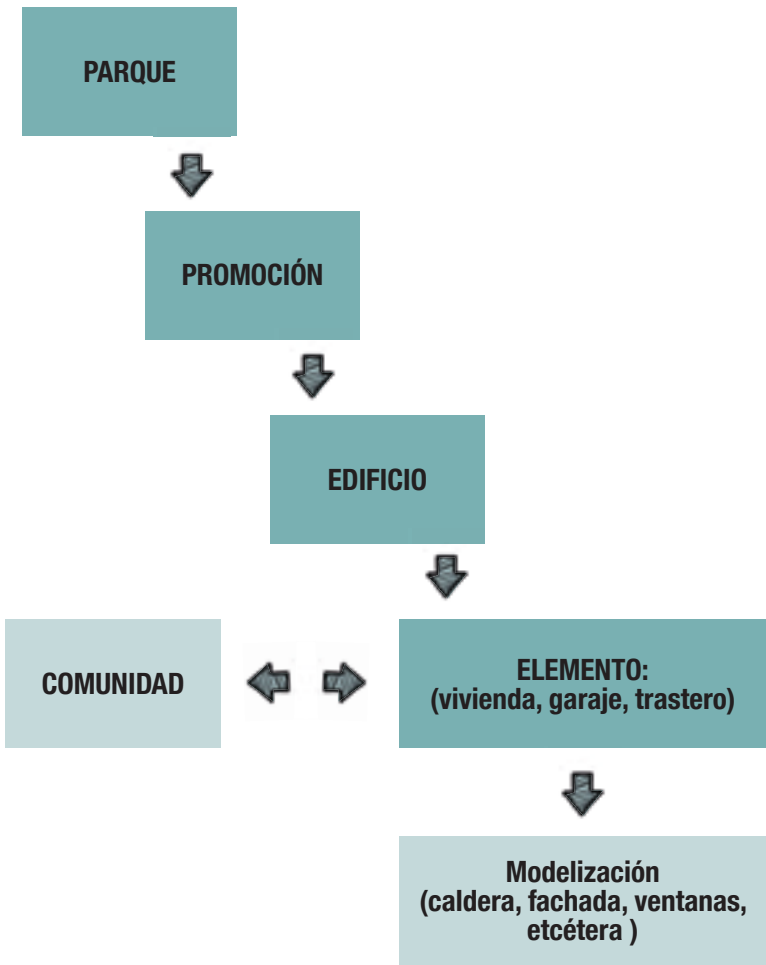 PARQUE
PROMOCIÓN
EDIFICIO
COMUNIDAD
ELEMENTO:
(vivienda, garaje, trastero)
Modelización
(caldera, fachada, ventanas,
etcétera )